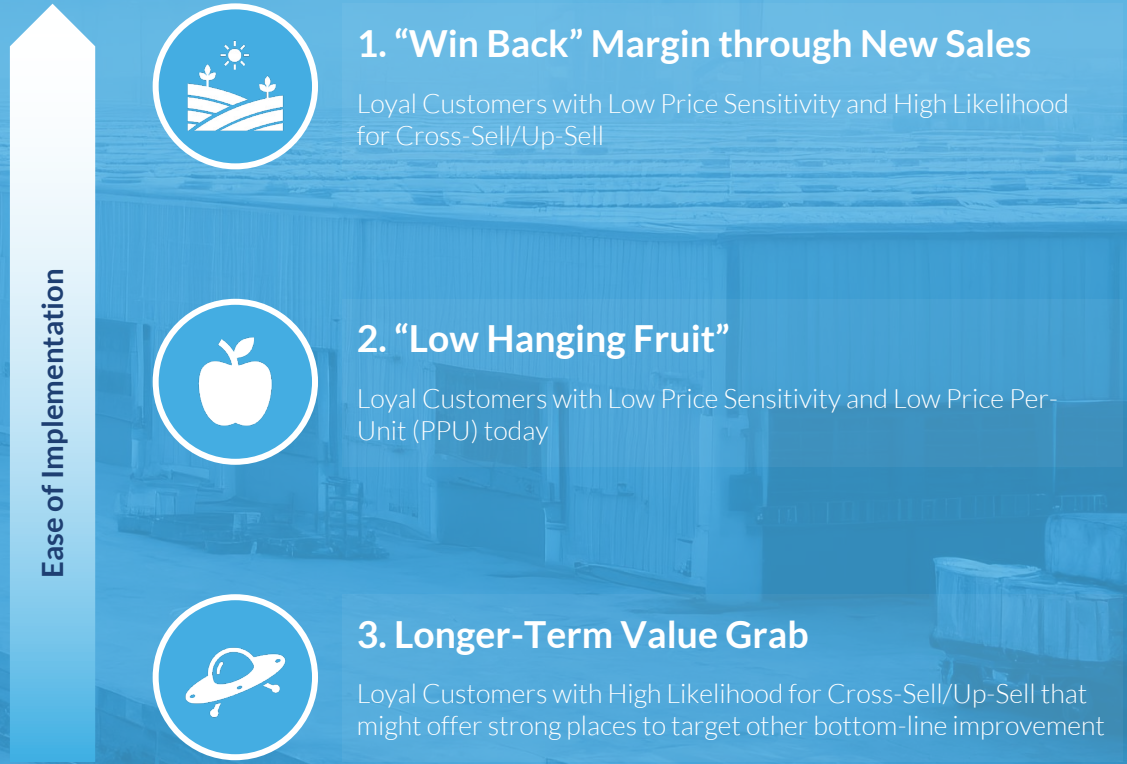 1. “Win Back” Margin through New Sales
Loyal Customers with Low Price Sensitivity and High Likelihood
for Cross-Sell/Up-Sell
Ease of Implementation
2. “Low Hanging Fruit”
Loyal Customers with Low Price Sensitivity and Low Price Per-
Unit (PPU) today
3. Longer-Term Value Grab
Loyal Customers with High Likelihood for Cross-Sell/Up-Sell that
might offer strong places to target other bottom-line improvement